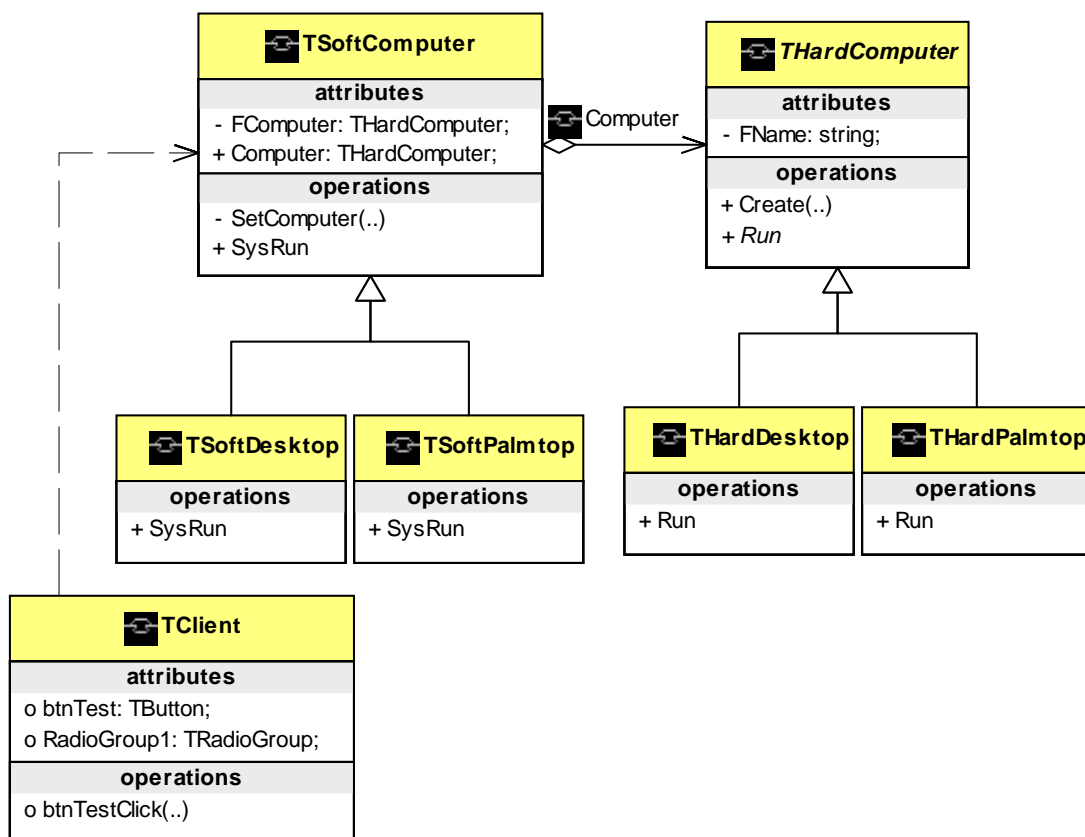 TSoftComputer
attributes
- FComputer: THardComputer;
+ Computer: THardComputer;
operations
- SetComputer(..)
+ SysRun
Computer
THardComputer
attributes
- FName: string;
operations
+ Create(..)
+ Run
TSoftDesktop
operations
+ SysRun
TSoftPalmtop
operations
+ SysRun
THardDesktop
operations
+ Run
THardPalmtop
operations
+ Run
TClient
attributes
o btnTest: TButton;
o RadioGroup1: TRadioGroup;
operations
o btnTestClick(..)